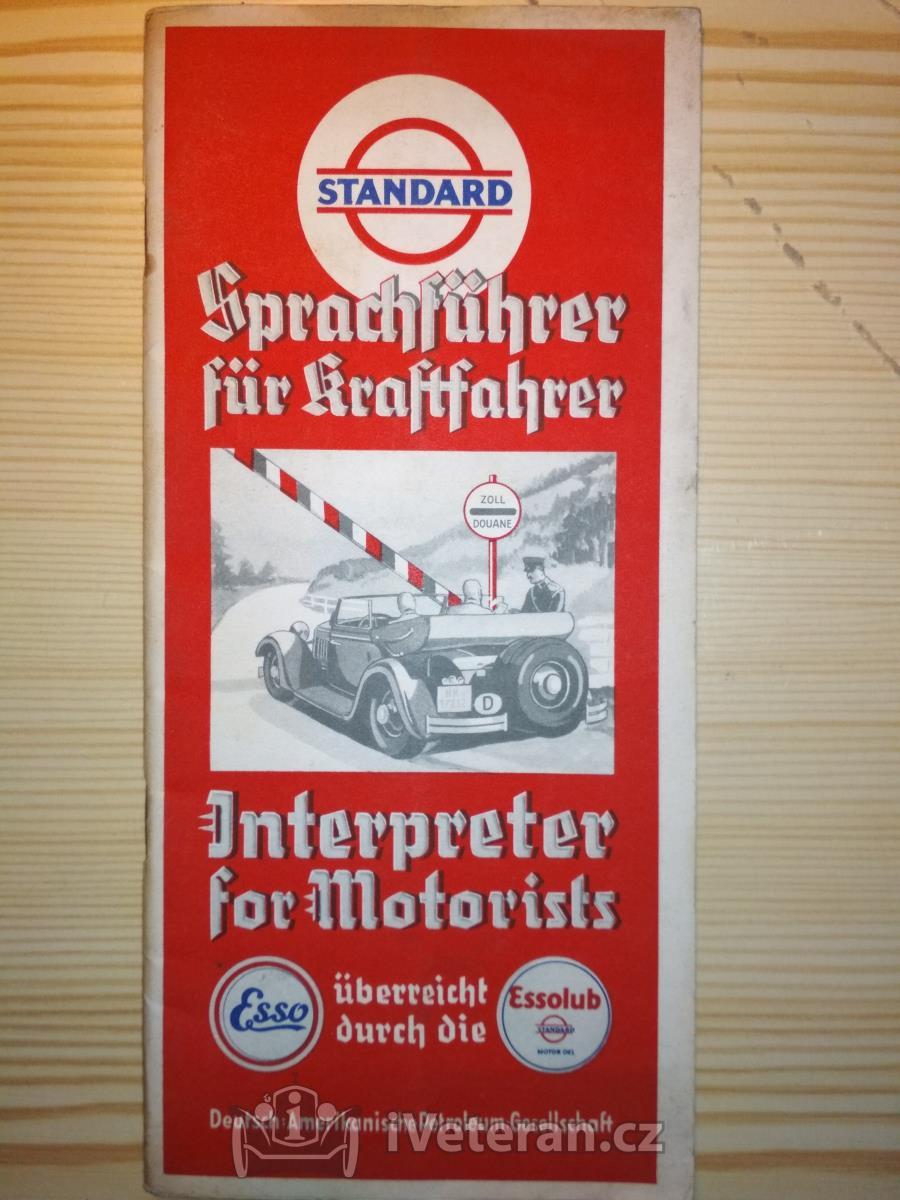 STANDARD
Sprachführer
für Kraftfahrer
ZOLL
DOUANE
D
Interpreter
for Motorists
Esso
überreicht
durch die
Essolub
STANDARD
MOTOR OEL
Deutsch-Amerikanische Petroleum Gesellschaft
iveteran.cz